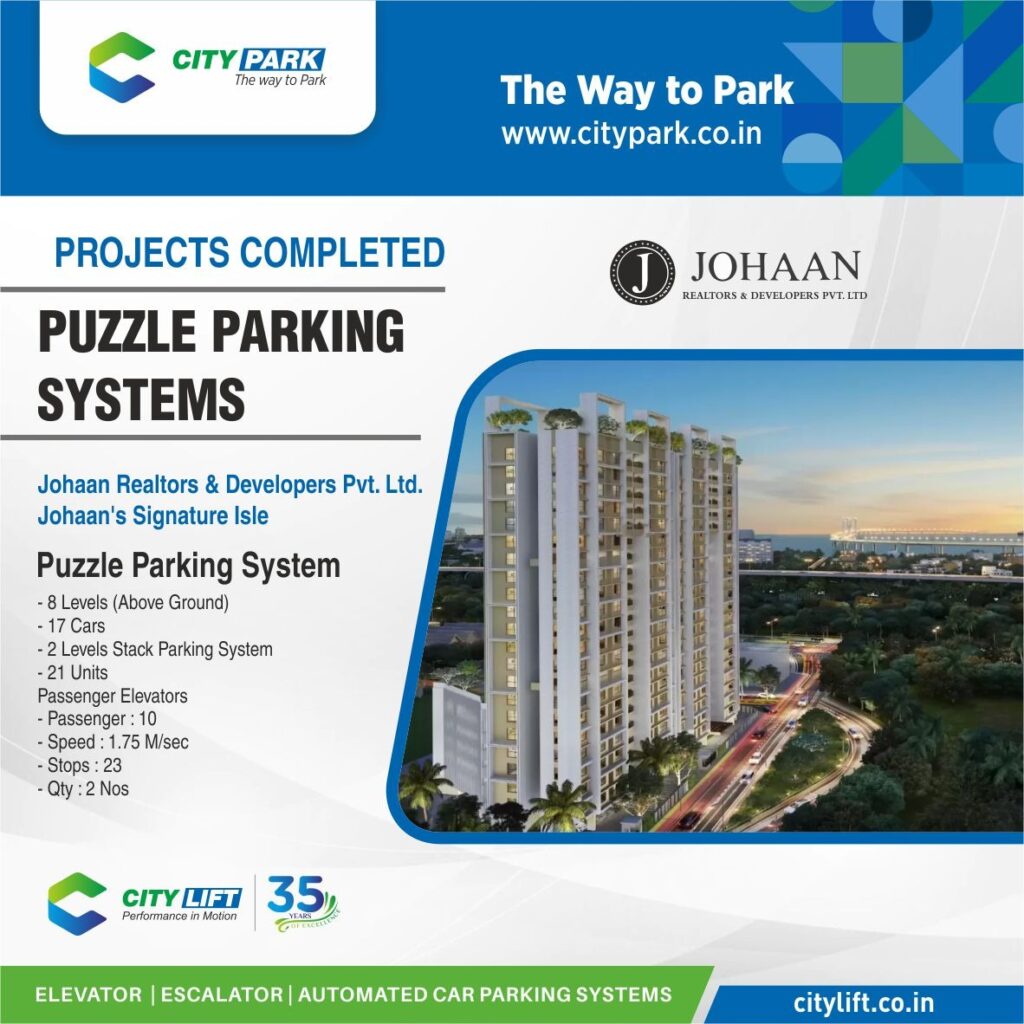 CITY PARK
The way to Park
The Way to Park
www.citypark.co.in
PROJECTS COMPLETED
J JOHAAN
REALTORS & DEVELOPERS PVT. LTD
PUZZLE PARKING
SYSTEMS
Johaan Realtors & Developers Pvt. Ltd.
Johaan's Signature Isle
Puzzle Parking System
- 8 Levels (Above Ground)
- 17 Cars
- 2 Levels Stack Parking System
- 21 Units
Passenger Elevators
- Passenger : 10
- Speed : 1.75 M/sec
- Stops : 23
- Qty : 2 Nos
CITY LIFT
Performance in Motion
35
YEARS
OF EXCELLENCE
ELEVATOR | ESCALATOR | AUTOMATED CAR PARKING SYSTEMS
citylift.co.in